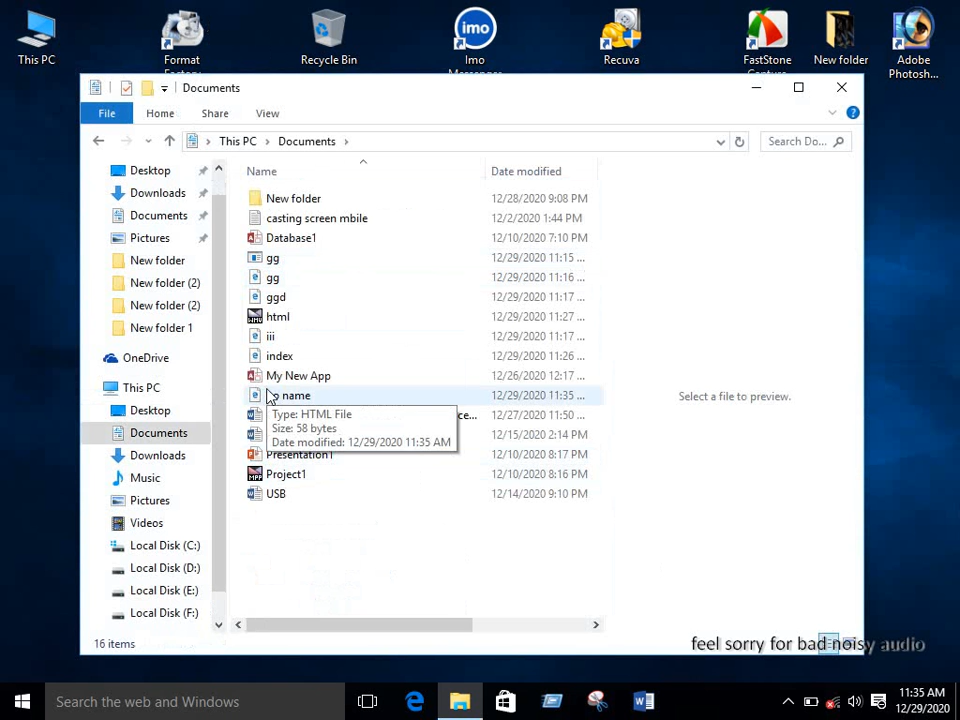 This PC
Format
Factory
Recycle Bin
imo
Imo
Messenger
Recuva
FastStone
Capture
New folder
Adobe
Photosh...
Documents
File
Home
Share
View
This PC
Documents
Search Do...
Name
Date modified
Desktop
Downloads
Documents
Pictures
New folder
New folder (2)
New folder (2)
New folder 1
OneDrive
This PC
Desktop
Documents
Downloads
Music
Pictures
Videos
Local Disk (C:)
Local Disk (D:)
Local Disk (E:)
Local Disk (F:)
New folder 12/28/2020 9:08 PM
casting screen mbile 12/2/2020 1:44 PM
Database1 12/10/2020 7:10 PM
gg 12/29/2020 11:15 ...
gg 12/29/2020 11:16 ...
ggd 12/29/2020 11:17 ...
html 12/29/2020 11:27 ...
iii 12/29/2020 11:17 ...
index 12/29/2020 11:26 ...
My New App 12/26/2020 12:17 ...
name 12/29/2020 11:35 ...
ce... 12/27/2020 11:50 ...
12/15/2020 2:14 PM
Presentation1 12/10/2020 8:17 PM
Project1 12/10/2020 8:16 PM
USB 12/14/2020 9:10 PM
Type: HTML File
Size: 58 bytes
Date modified: 12/29/2020 11:35 AM
Select a file to preview.
16 items
feel sorry for bad noisy audio
Search the web and Windows
11:35 AM
12/29/2020